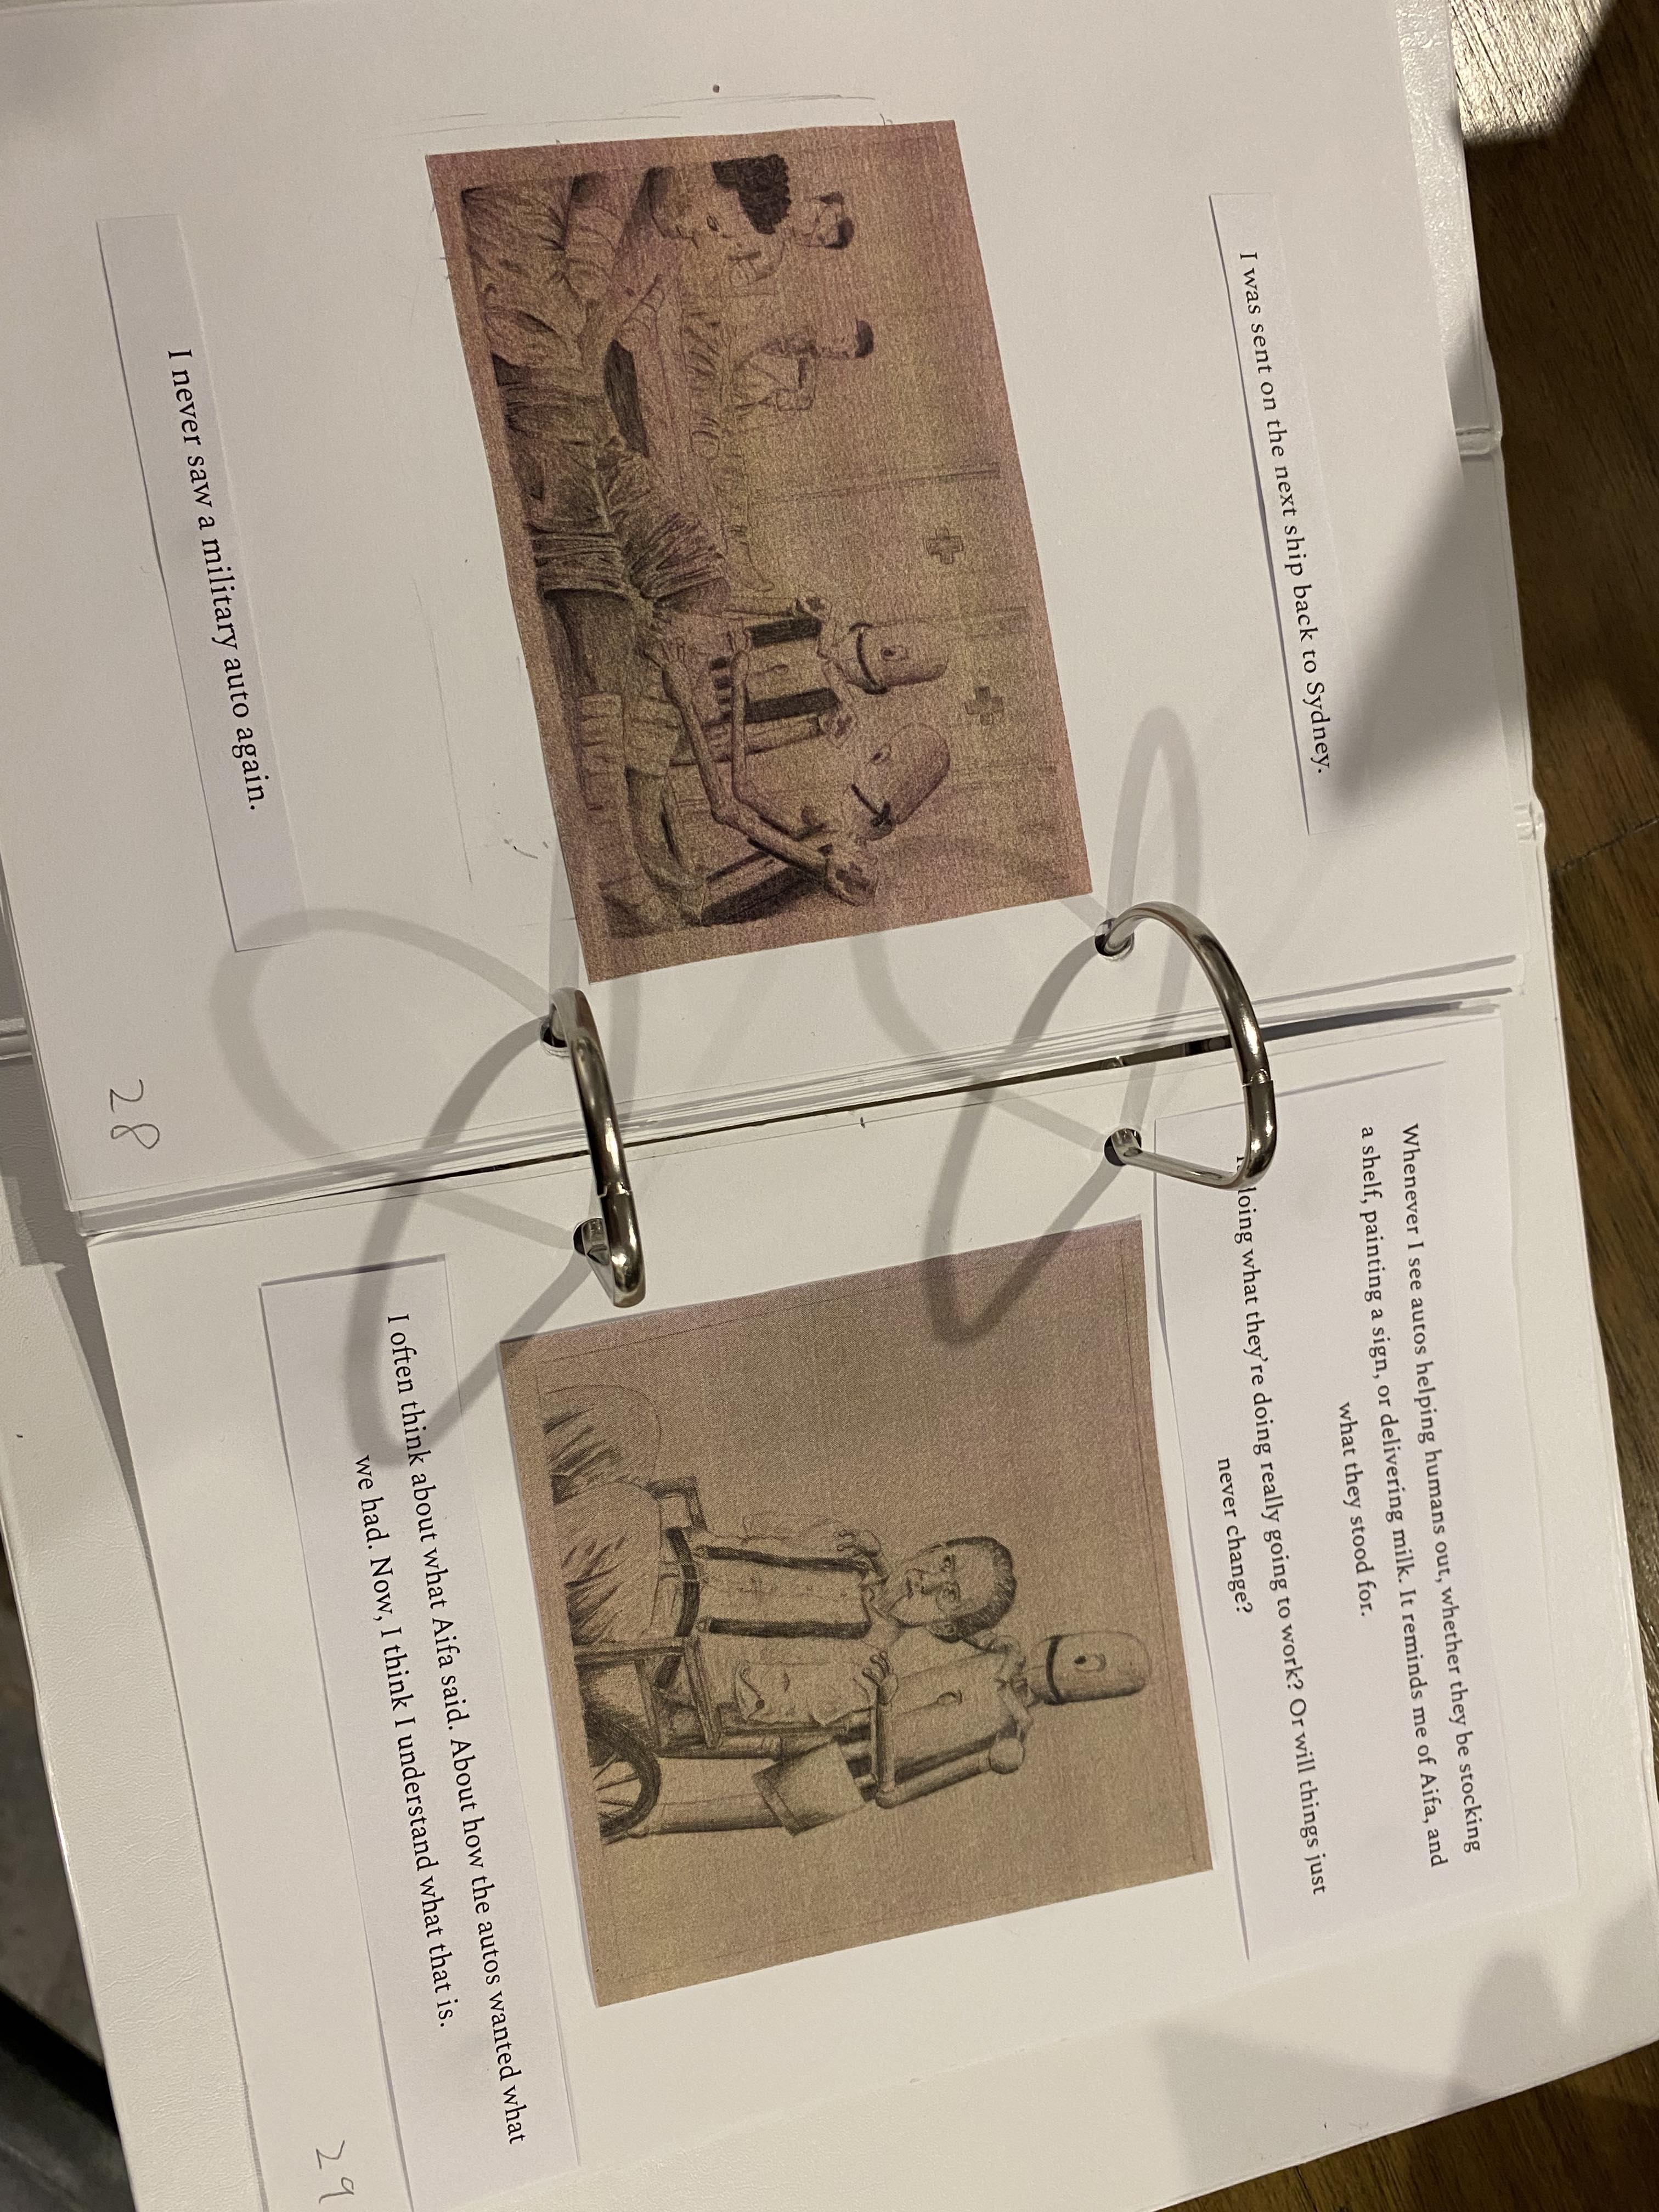 I was sent on the next ship back to Sydney.
I never saw a military auto again.
28
Whenever I see autos helping humans out, whether they be stocking
a shelf, painting a sign, or delivering milk. It reminds me of Aifa, and
what they stood for.
doing what they're doing really going to work? Or will things just
never change?
I often think about what Aifa said. About how the autos wanted what
we had. Now, I think I understand what that is.
29